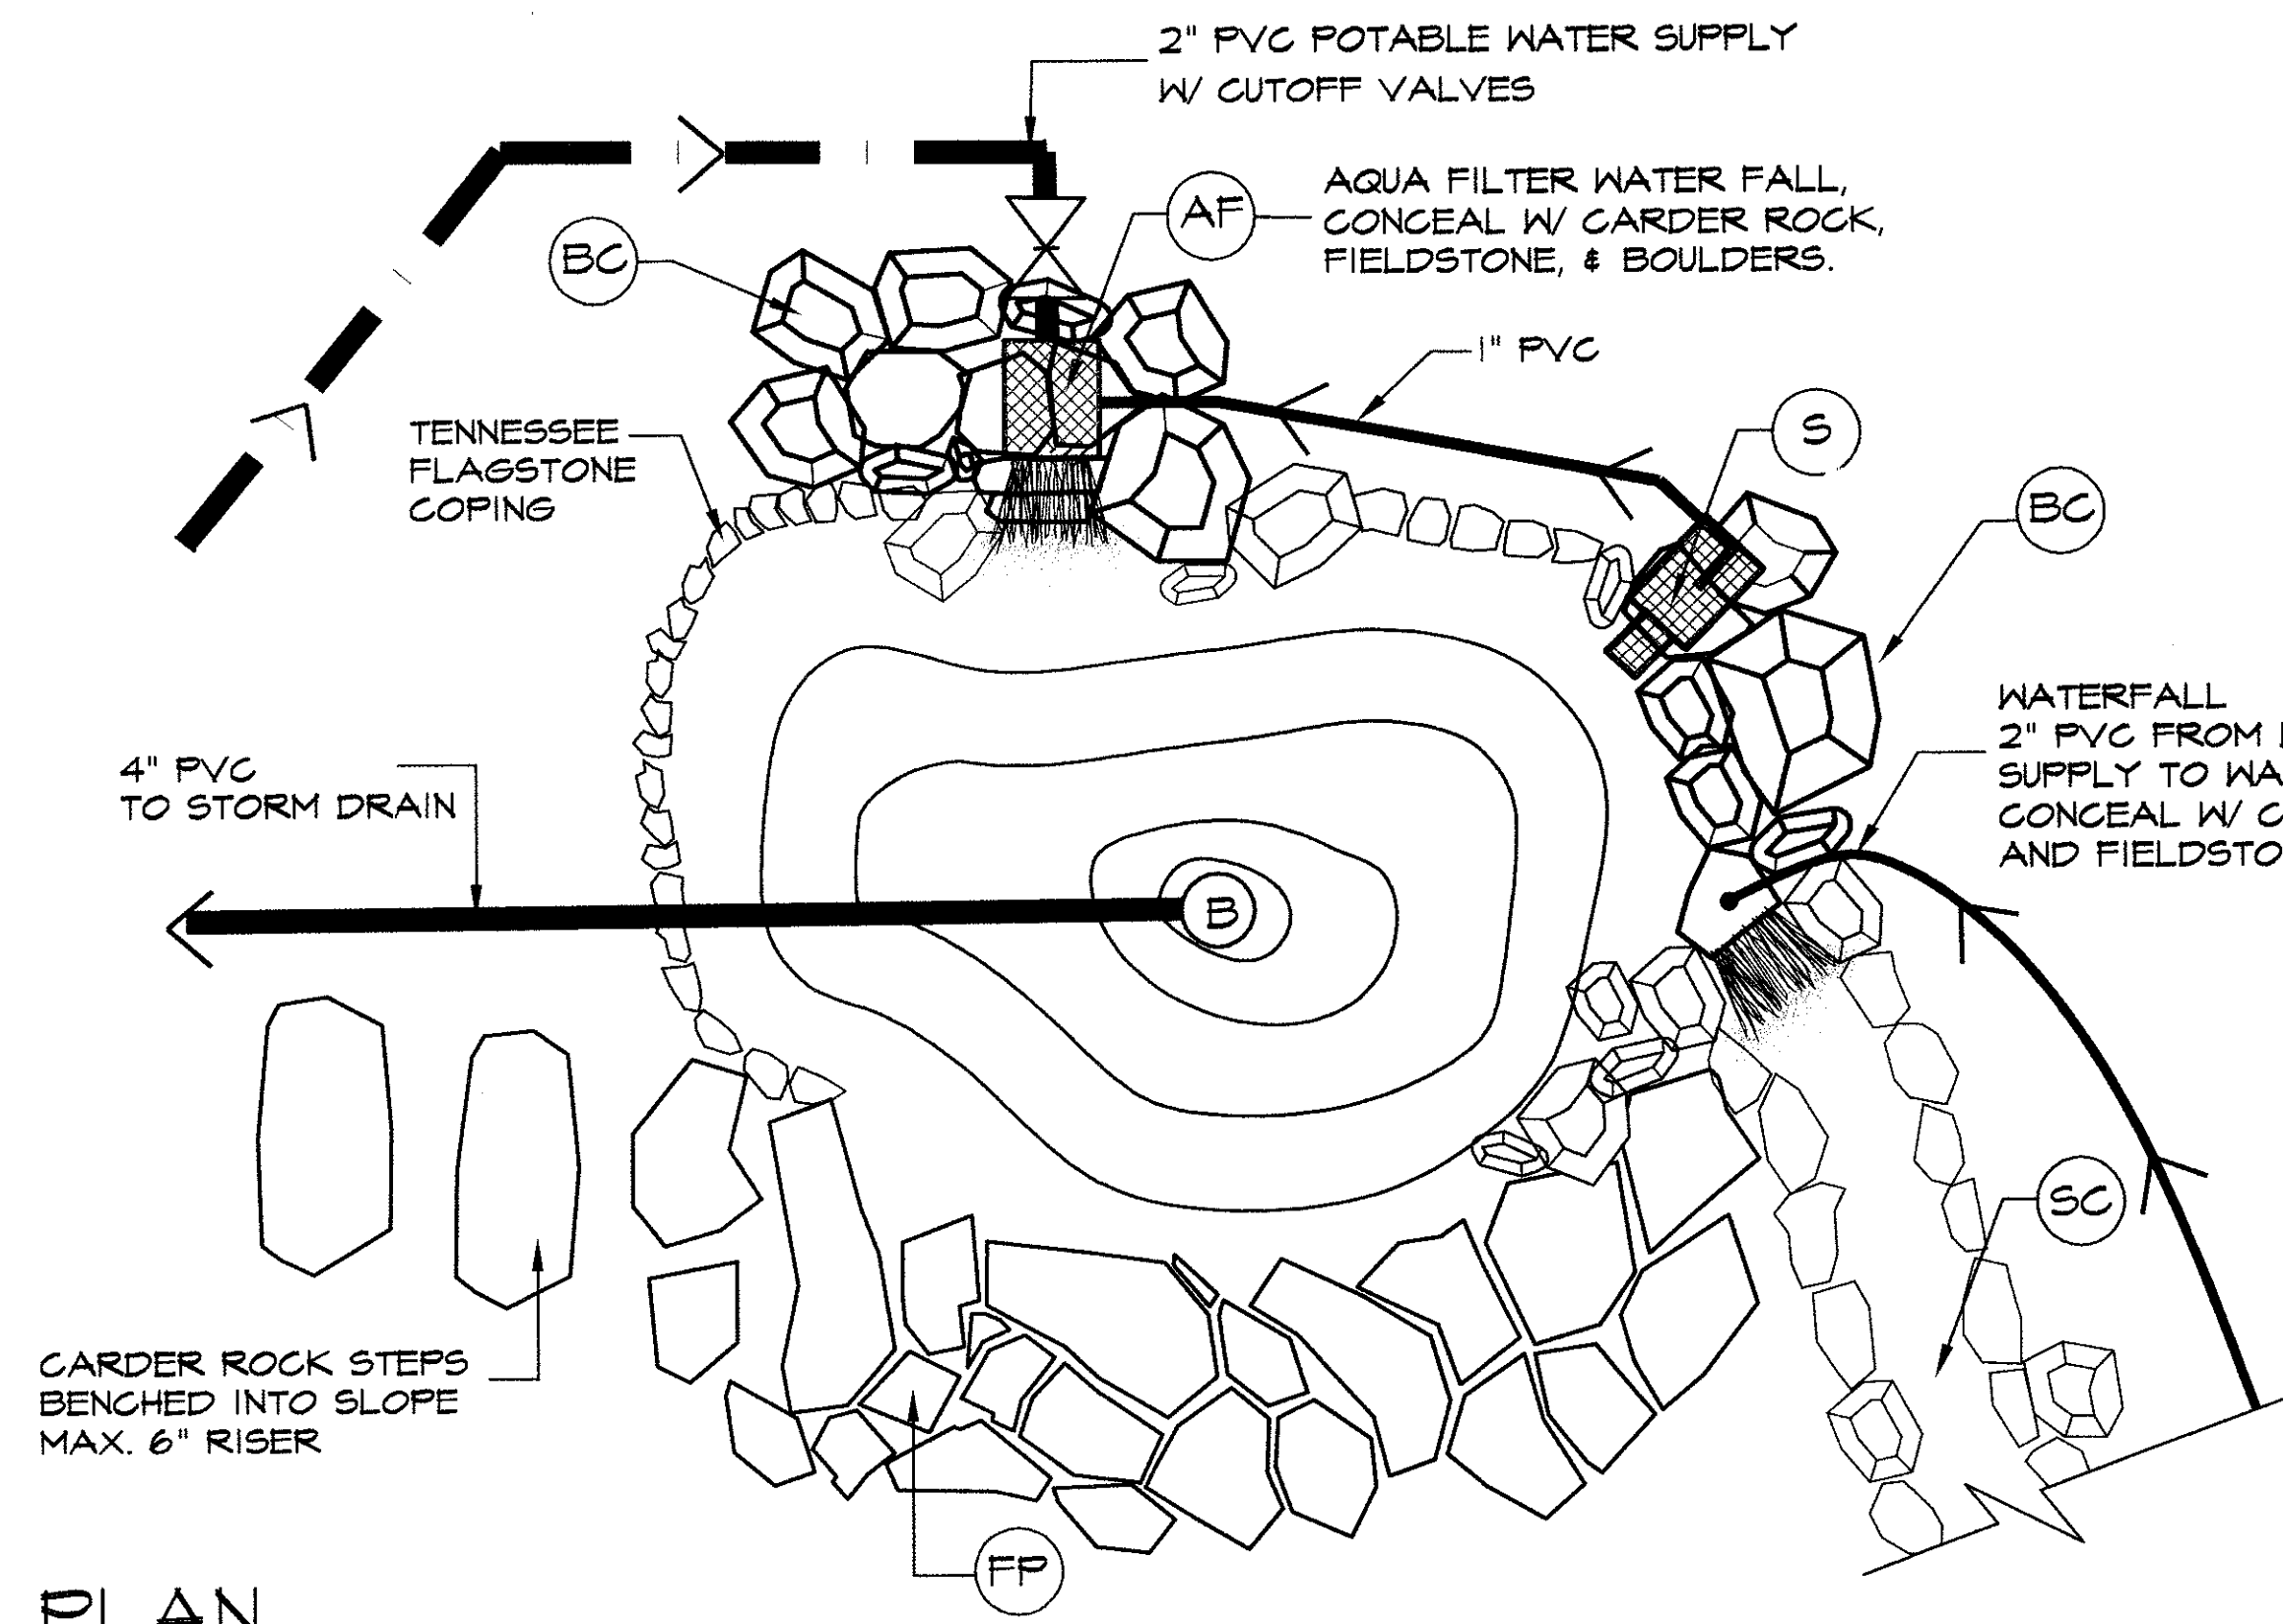 2" PVC POTABLE WATER SUPPLY
W/ CUTOFF VALVES
AQUA FILTER WATER FALL,
CONCEAL W/ CARDER ROCK,
FIELDSTONE, & BOULDERS.
AF
BC
1" PVC
S
TENNESSEE
FLAGSTONE
COPING
BC
WATERFALL
2" PVC FROM
SUPPLY TO
CONCEAL W/
AND
4" PVC
TO STORM DRAIN
B
SC
CARDER ROCK STEPS
BENCHED INTO SLOPE
MAX. 6" RISER
FP
PLAN